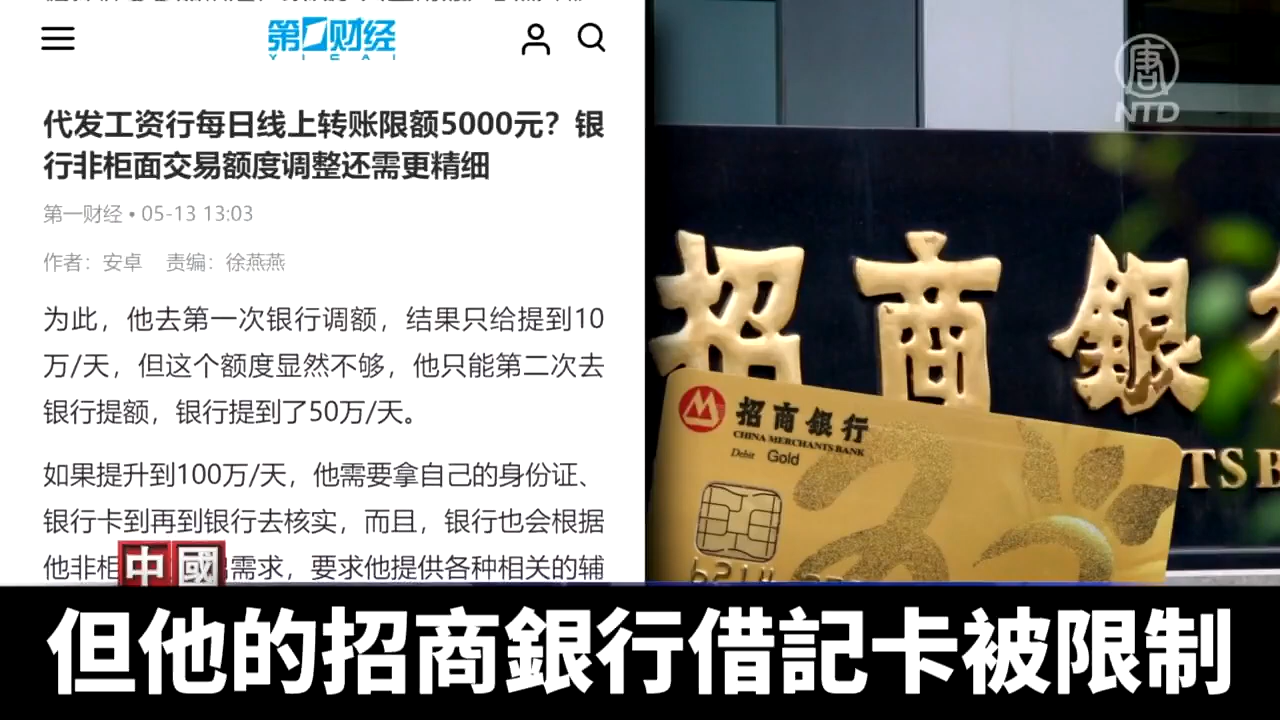 第一财经
YICAI
代发工资行每日线上转账限额5000元？银
行非柜面交易额度调整还需更精细
第一财经 • 05-13 13:03
作者：安卓 责编：徐燕燕
为此，他去第一次银行调额，结果只给提到10
万/天，但这个额度显然不够，他只能第二次去
银行提额，银行提到了50万/天。
如果提升到100万/天，他需要拿自己的身份证、
银行卡到再到银行去核实，而且，银行也会根据
他非柜
需求，要求他提供各种相关的辅
中國
唐
NTD
招商銀
TS B
招商銀行
CHINA MERCHANTS BANK
Debit Gold
但他的招商銀行借記卡被限制